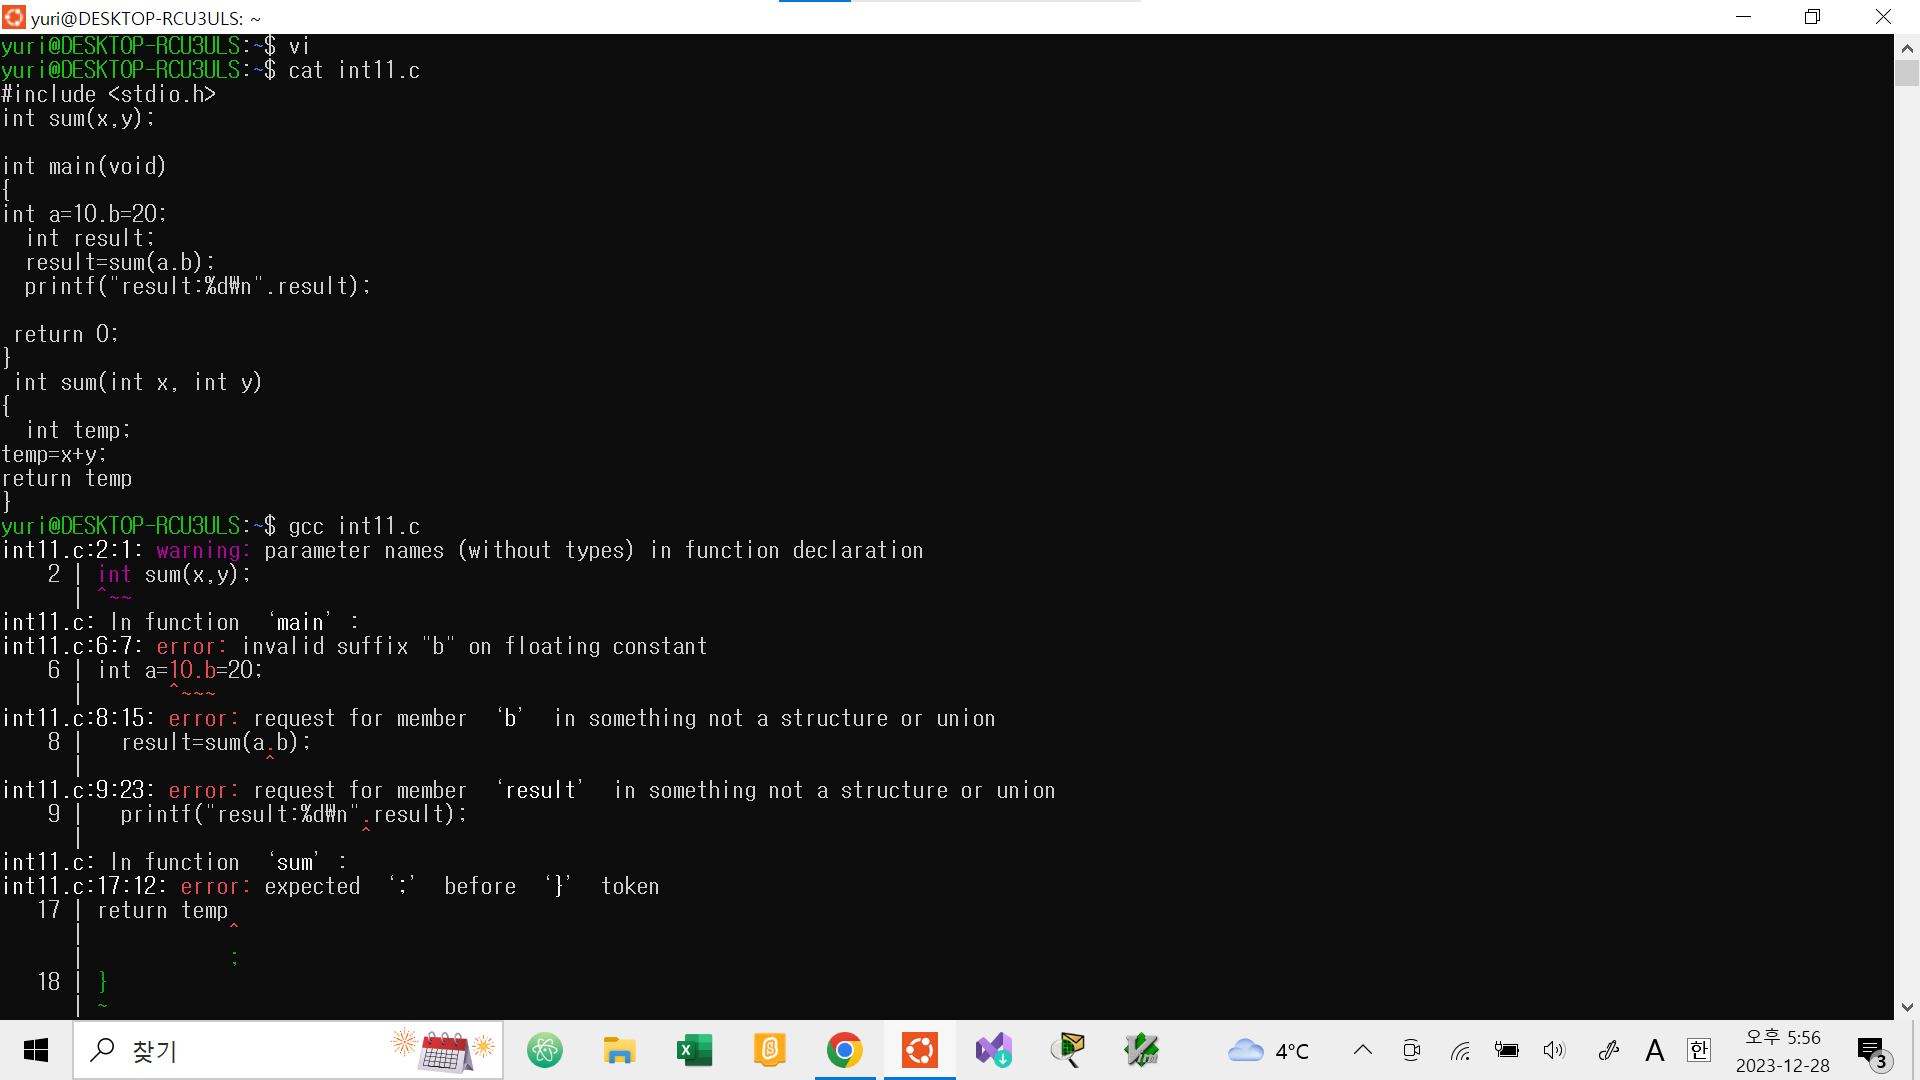 yuri@DESKTOP-RCU3ULS: ~
yuri@DESKTOP-RCU3ULS:~$ vi
yuri@DESKTOP-RCU3ULS:~$ cat int11.c
#include <stdio.h>
int sum(x,y);
int main(void)
{
int a=10.b=20;
int result;
result=sum(a.b);
printf("result:%d₩n".result);
return 0;
}
int sum(int x, int y)
{
int temp;
temp=x+y;
return temp
}
yuri@DESKTOP-RCU3ULS:~$ gcc int11.c
int11.c:2:1: warning: parameter names (without types) in function declaration
2 | int sum(x,y);
| ^~~
int11.c: In function ‘main’ :
int11.c:6:7: error: invalid suffix "b" on floating constant
6 | int a=10.b=20;
| ^~~~
int11.c:8:15: error: request for member ‘b’ in something not a structure or union
8 | result=sum(a.b);
| ^
int11.c:9:23: error: request for member ‘result’ in something not a structure or union
9 | printf("result:%d₩n".result);
| ^
int11.c: In function ‘sum’ :
int11.c:17:12: error: expected ‘;’ before ‘}’ token
17 | return temp
| ^
| ;
18 | }
| ~
찾기
4°C
A
한
오후 5:56
2023-12-28
3